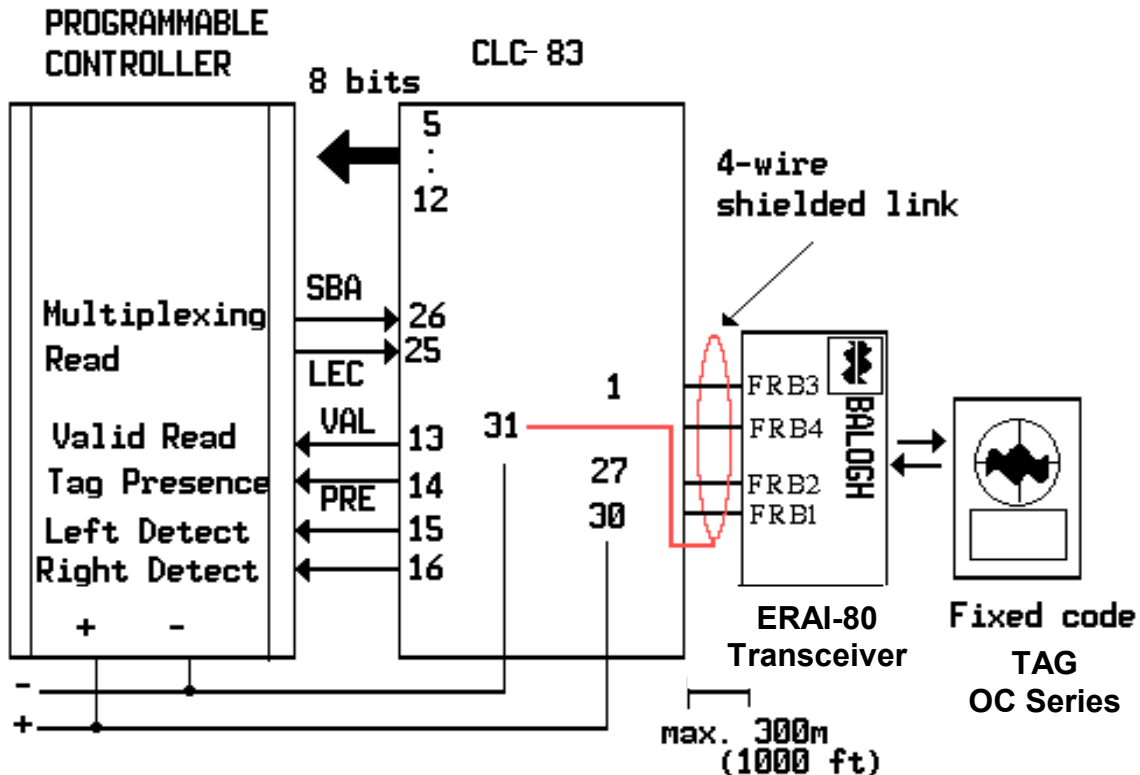 PROGRAMMABLE
CONTROLLER
CLC-83
8 bits
5
.
.
12
4-wire
shielded link
SBA
Multiplexing
26
Read
25
LEC
1
FRB3
VAL
Valid Read
13
31
FRB4
BALOGH
Tag Presence
14
27
FRB2
PRE
Left Detect
15
30
FRB1
Right Detect
16
+ -
ERAI-80
Transceiver
Fixed code
TAG
OC Series
-
+
max. 300m
(1000 ft)